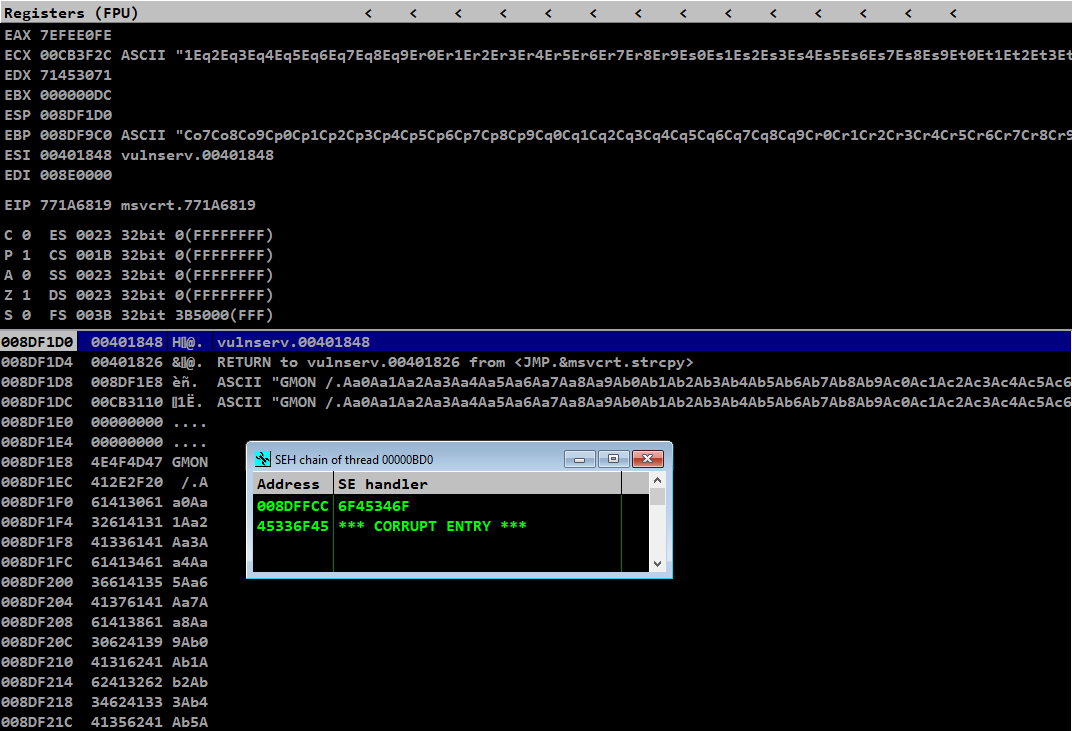 Registers (FPU) < < < < < < < < < < < < < <
EAX 7EFEE0FE
ECX 00CB3F2C ASCII "1Eq2Eq3Eq4Eq5Eq6Eq7Eq8Eq9Er0Er1Er2Er3Er4Er5Er6Er7Er8Er9Es0Es1Es2Es3Es4Es5Es6Es7Es8Es9Et0Et1Et2Et3Et
EDX 71453071
EBX 000000DC
ESP 008DF1D0
EBP 008DF9C0 ASCII "Co7Co8Co9Cp0Cp1Cp2Cp3Cp4Cp5Cp6Cp7Cp8Cp9Cq0Cq1Cq2Cq3Cq4Cq5Cq6Cq7Cq8Cq9Cr0Cr1Cr2Cr3Cr4Cr5Cr6Cr7Cr8Cr9
ESI 00401848 vulnserv.00401848
EDI 008E0000
EIP 771A6819 msvcrt.771A6819
C 0 ES 0023 32bit 0(FFFFFFFF)
P 1 CS 001B 32bit 0(FFFFFFFF)
A 0 SS 0023 32bit 0(FFFFFFFF)
Z 1 DS 0023 32bit 0(FFFFFFFF)
S 0 FS 003B 32bit 3B5000(FFF)
008DF1D0 00401848 H@. vulnserv.00401848
008DF1D4 00401826 &@. RETURN to vulnserv.00401826 from <JMP.&msvcrt.strcpy>
008DF1D8 008DF1E8 èñ. ASCII "GMON /.Aa0Aa1Aa2Aa3Aa4Aa5Aa6Aa7Aa8Aa9Ab0Ab1Ab2Ab3Ab4Ab5Ab6Ab7Ab8Ab9Ac0Ac1Ac2Ac3Ac4Ac5Ac6
008DF1DC 00CB3110 1Ë. ASCII "GMON /.Aa0Aa1Aa2Aa3Aa4Aa5Aa6Aa7Aa8Aa9Ab0Ab1Ab2Ab3Ab4Ab5Ab6Ab7Ab8Ab9Ac0Ac1Ac2Ac3Ac4Ac5Ac6
008DF1E0 00000000 ....
008DF1E4 00000000 ....
008DF1E8 4E4F4D47 GMON
008DF1EC 412E2F20 /.A
008DF1F0 61413061 a0Aa
008DF1F4 32614131 1Aa2
008DF1F8 41336141 Aa3A
008DF1FC 61413461 a4Aa
008DF200 36614135 5Aa6
008DF204 41376141 Aa7A
008DF208 61413861 a8Aa
008DF20C 30624139 9Ab0
008DF210 41316241 Ab1A
008DF214 62413262 b2Ab
008DF218 34624133 3Ab4
008DF21C 41356241 Ab5A
SEH chain of thread 00000BD0
Address SE handler
008DFFCC 6F45346F
45336F45 *** CORRUPT ENTRY ***